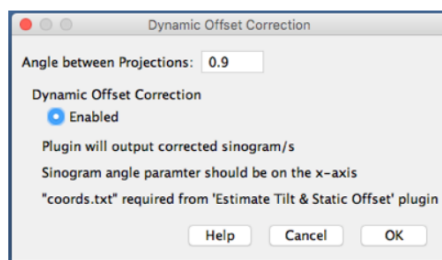 Dynamic Offset Correction
Angle between Projections: 0.9
Dynamic Offset Correction
Enabled
Plugin will output corrected sinogram/s
Sinogram angle paramter should be on the x-axis
"coords.txt" required from 'Estimate Tilt & Static Offset' plugin
Help Cancel OK